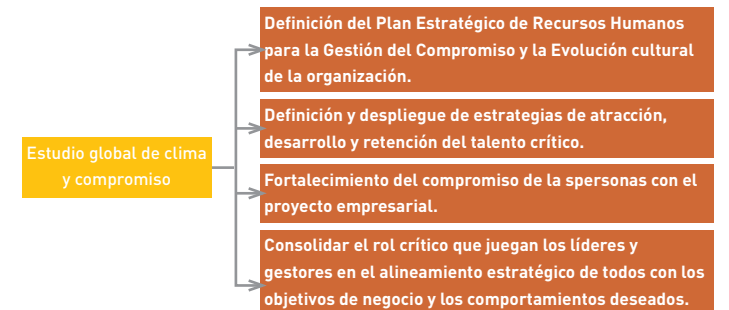 Estudio global de clima
y compromiso
Definición del Plan Estratégico de Recursos Humanos
para la Gestión del Compromiso y la Evolución cultural
de la organización.
Definición y despliegue de estrategias de atracción,
desarrollo y retención del talento crítico.
Fortalecimiento del compromiso de la spersonas con el
proyecto empresarial.
Consolidar el rol crítico que juegan los líderes y
gestores en el alineamiento estratégico de todos con los
objetivos de negocio y los comportamientos deseados.